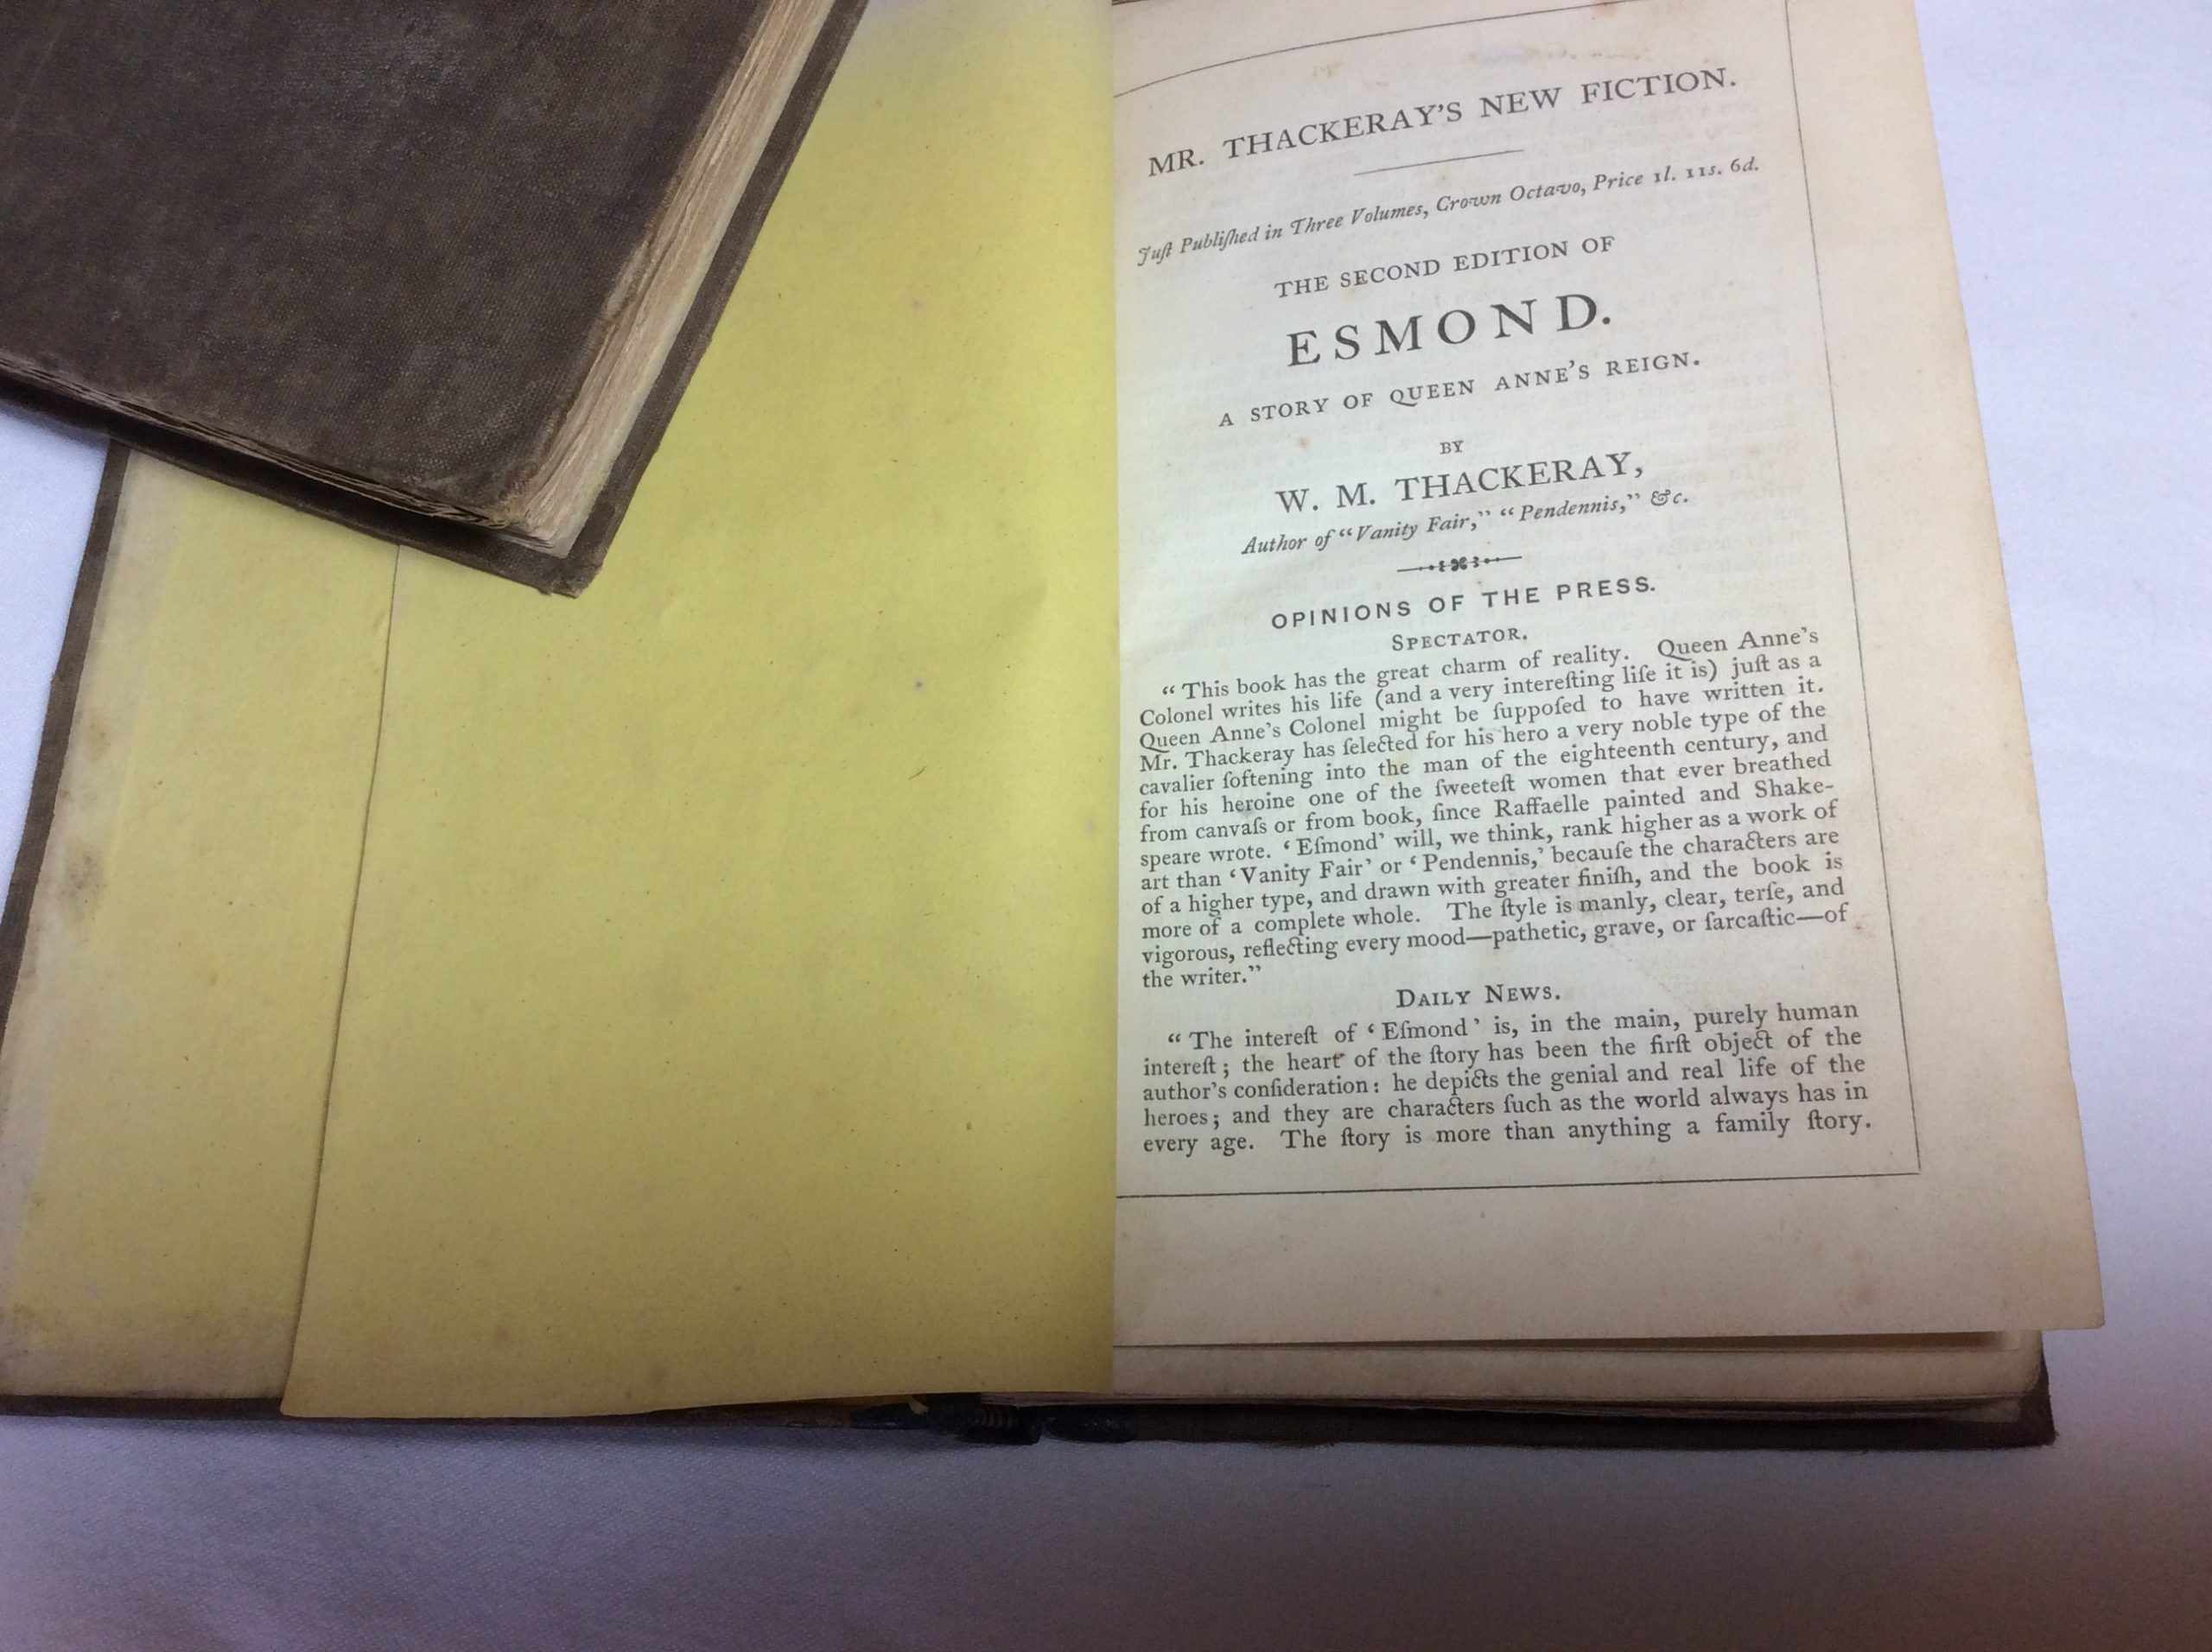 MR. THACKERAY'S NEW FICTION.
Juſt Publiſhed in Three Volumes, Crown Octavo, Price 1l. 11s. 6d.
THE SECOND EDITION OF
ESMOND.
A STORY OF QUEEN ANNE'S REIGN.
BY
W. M. THACKERAY,
Author of “Vanity Fair,” “Pendennis,” &c.
OPINIONS OF THE PRESS.
SPECTATOR.
“This book has the great charm of reality. Queen Anne's
Colonel writes his life (and a very intereſting life it is) juſt as a
Queen Anne's Colonel might be ſuppoſed to have written it.
Mr. Thackeray has ſelected for his hero a very noble type of the
cavalier ſoftening into the man of the eighteenth century, and
for his heroine one of the ſweeteſt women that ever breathed
from canvaſs or from book, ſince Raffaelle painted and Shake-
speare wrote. ‘Eſmond’ will, we think, rank higher as a work of
art than ‘Vanity Fair’ or ‘Pendennis,’ becauſe the characters are
of a higher type, and drawn with greater finiſh, and the book is
more of a complete whole. The ſtyle is manly, clear, terſe, and
vigorous, reflecting every mood—pathetic, grave, or ſarcaſtic—of
the writer.”
DAILY NEWS.
“The intereſt of ‘Eſmond’ is, in the main, purely human
intereſt; the heart of the ſtory has been the firſt object of the
author's conſideration: he depicts the genial and real life of the
heroes; and they are characters ſuch as the world always has in
every age. The ſtory is more than anything a family ſtory.